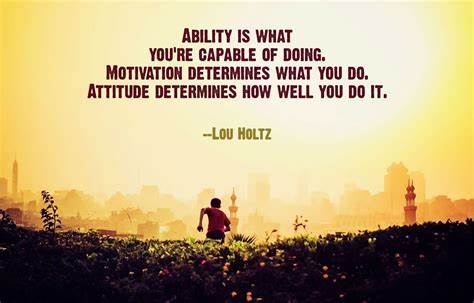 Ability is what
you're capable of doing.
Motivation determines what you do.
Attitude determines how well you do it.
--Lou Holtz